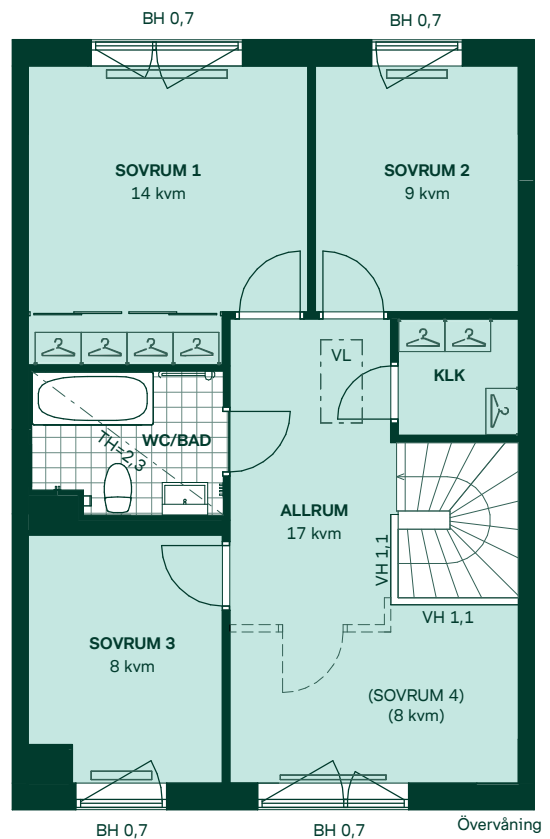 BH 0,7
BH 0,7
SOVRUM 1
14 kvm
SOVRUM 2
9 kvm
VL
KLK
WC/BAD
TH=2,3
ALLRUM
17 kvm
VH 1,1
VH 1,1
SOVRUM 3
8 kvm
(SOVRUM 4)
(8 kvm)
BH 0,7
BH 0,7
Övervåning